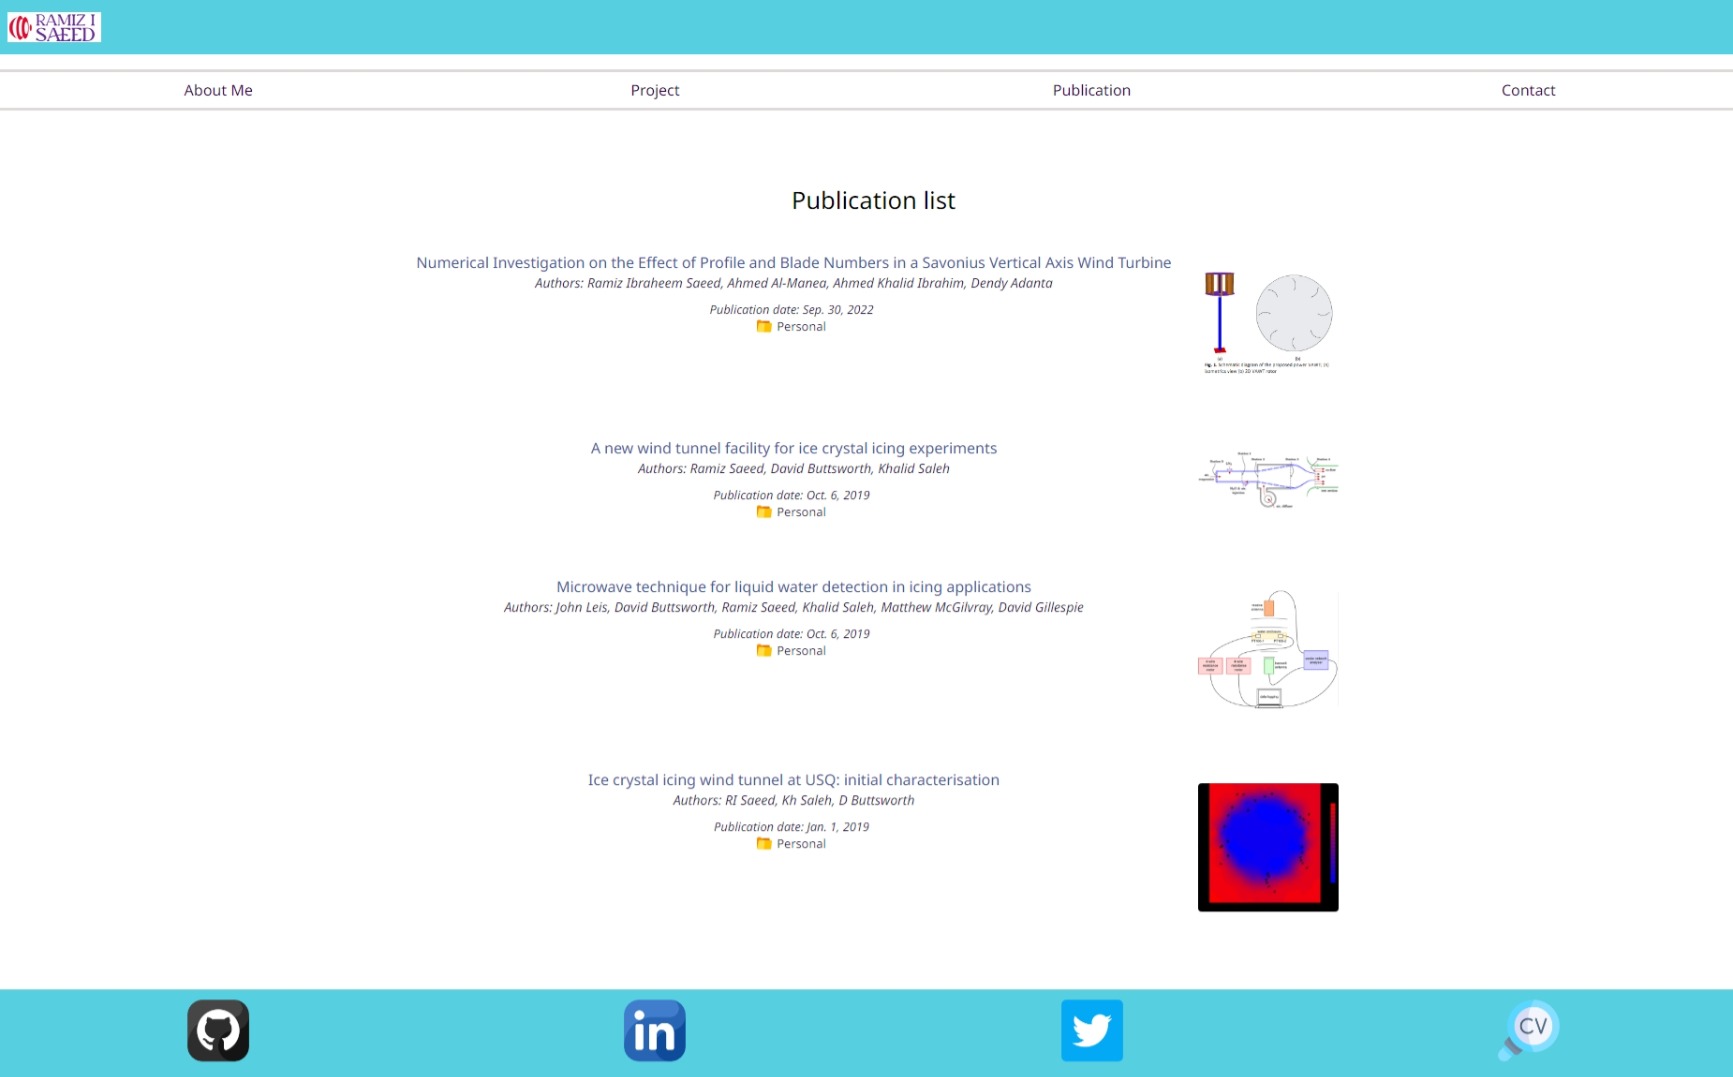 RAMIZ I
SAEED
About Me
Project
Publication
Contact
Publication list
Numerical Investigation on the Effect of Profile and Blade Numbers in a Savonius Vertical Axis Wind Turbine
Authors: Ramiz Ibraheem Saeed, Ahmed Al-Manea, Ahmed Khalid Ibrahim, Dendy Adanta
Publication date: Sep. 30, 2022
Personal
A new wind tunnel facility for ice crystal icing experiments
Authors: Ramiz Saeed, David Buttsworth, Khalid Saleh
Publication date: Oct. 6, 2019
Personal
Microwave technique for liquid water detection in icing applications
Authors: John Leis, David Buttsworth, Ramiz Saeed, Khalid Saleh, Matthew McGilvray, David Gillespie
Publication date: Oct. 6, 2019
Personal
Ice crystal icing wind tunnel at USQ: initial characterisation
Authors: RI Saeed, Kh Saleh, D Buttsworth
Publication date: Jan. 1, 2019
Personal
in
CV